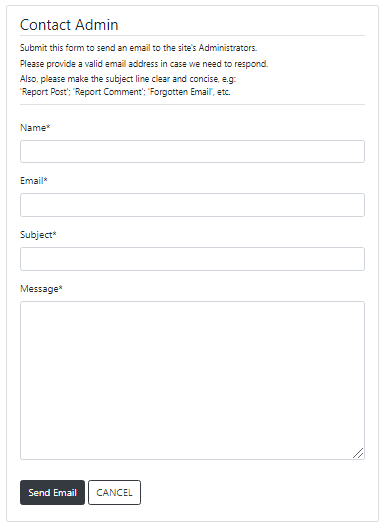 Contact Admin
Submit this form to send an email to the site's Administrators.
Please provide a valid email address in case we need to respond.
Also, please make the subject line clear and concise, e.g:
'Report Post'; 'Report Comment'; 'Forgotten Email', etc.
Name*
Email*
Subject*
Message*
Send Email CANCEL